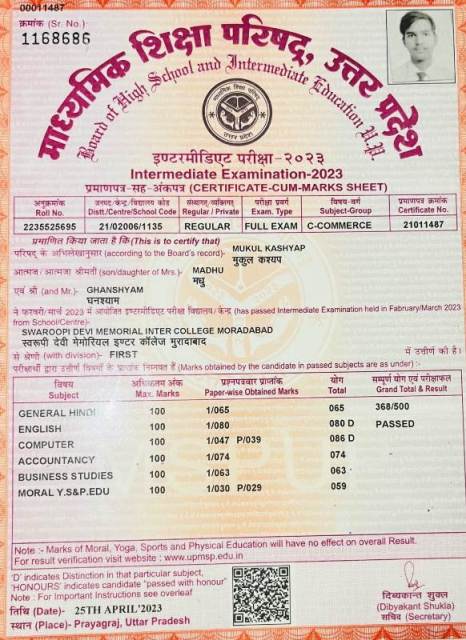 00011487
क्रमांक (Sr. No.)
1168686
माध्यमिक शिक्षा परिषद्, उत्तर प्रदेश
Board of High School and Intermediate Education U.P.
इण्टरमीडिएट परीक्षा -२०२३
Intermediate Examination-2023
प्रमाणपत्र-सह-अंकपत्र (CERTIFICATE-CUM-MARKS SHEET)
अनुक्रमांक जनपद/केन्द्र/विद्यालय कोड संस्थागत/व्यक्तिगत परीक्षा प्रकार विषय-वर्ग प्रमाणपत्र क्रमांक
Roll No. Distt./Centre/School Code Regular / Private Exam. Type Subject-Group Certificate No.
2235525695 21/02006/1135 REGULAR FULL EXAM C-COMMERCE 21011487
प्रमाणित किया जाता है कि(This is to certify that)
परिषद् के अभिलेखानुसार (according to the Board's record)- MUKUL KASHYAP
मुकुल कश्यप
आत्मज/आत्मजा श्रीमती (son/daughter of Mrs.)- MADHU
मधु
एवं श्री (and Mr.)- GHANSHYAM
घनश्याम
ने फरवरी/मार्च 2023 में आयोजित इण्टरमीडिएट परीक्षा विद्यालय/केन्द्र (has passed Intermediate Examination held in Fabruary/March 2023
from School/Centre)-
SWAROOPI DEVI MEMORIAL INTER COLLEGE MORADABAD
स्वरूपी देवी मेमोरियल इण्टर कॉलेज मुरादाबाद
से श्रेणी (with division)- FIRST में उत्तीर्ण की है।
परीक्षार्थी द्वारा उत्तीर्ण विषयों के प्राप्तांक निम्नवत हैं (Marks obtained by the candidate in passed subjects are as under) :-
विषय अधिकतम अंक प्रश्नपत्रवार प्राप्तांक योग सम्पूर्ण योग एवं परीक्षाफल
Subject Max. Marks Paper-wise Obtained Marks Total Grand Total & Result
GENERAL HINDI 100 1/065 065 368/500
ENGLISH 100 1/080 080 D PASSED
COMPUTER 100 1/047 P/039 086 D
ACCOUNTANCY 100 1/074 074
BUSINESS STUDIES 100 1/063 063
MORAL Y.S&P.EDU 100 1/030 P/029 059
Note :- Marks of Moral, Yoga, Sports and Physical Education will have no effect on overall Result.
For result verification visit website : www.upmsp.edu.in
'D' indicates Distinction in that particular subject,
'HONOURS' indicates candidate "passed with honour"
Note : For Important Instructions see overleaf
तिथि (Date)- 25TH APRIL'2023
स्थान (Place)- Prayagraj, Uttar Pradesh
दिव्यकान्त शुक्ल
(Dibyakant Shukla)
सचिव (Secretary)